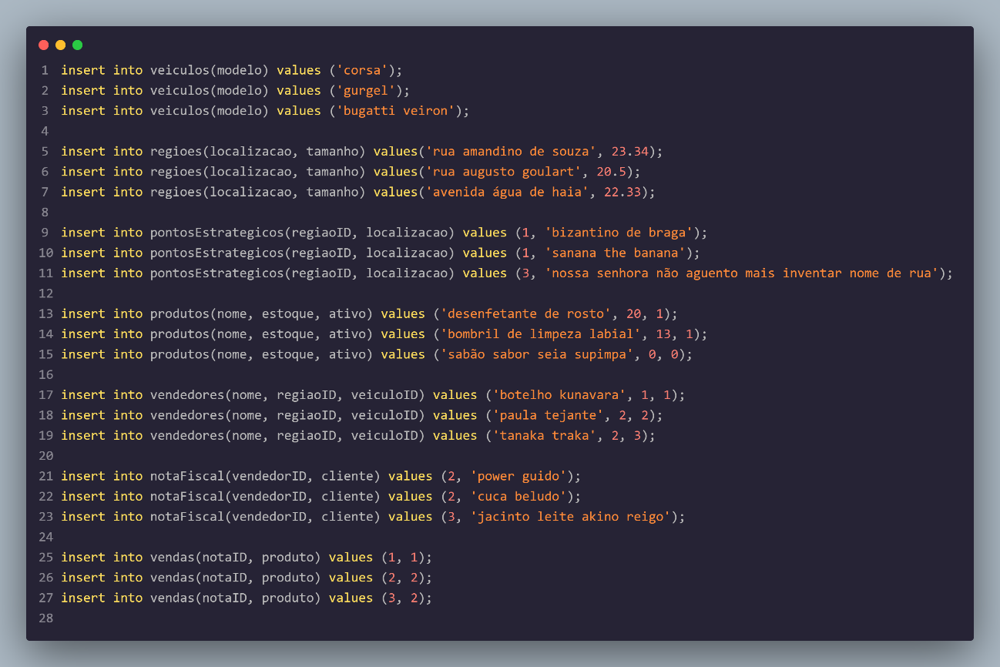 1 insert into veiculos(modelo) values ('corsa');
2 insert into veiculos(modelo) values ('gurgel');
3 insert into veiculos(modelo) values ('bugatti veiron');
4
5 insert into regioes(localizacao, tamanho) values('rua amandino de souza', 23.34);
6 insert into regioes(localizacao, tamanho) values('rua augusto goulart', 20.5);
7 insert into regioes(localizacao, tamanho) values('avenida água de haia', 22.33);
8
9 insert into pontosEstrategicos(regiaoID, localizacao) values (1, 'bizantino de braga');
10 insert into pontosEstrategicos(regiaoID, localizacao) values (1, 'sanana the banana');
11 insert into pontosEstrategicos(regiaoID, localizacao) values (3, 'nossa senhora não aguento mais inventar nome de rua');
12
13 insert into produtos(nome, estoque, ativo) values ('desenfetante de rosto', 20, 1);
14 insert into produtos(nome, estoque, ativo) values ('bombril de limpeza labial', 13, 1);
15 insert into produtos(nome, estoque, ativo) values ('sabão sabor seia supimpa', 0, 0);
16
17 insert into vendedores(nome, regiaoID, veiculoID) values ('botelho kunavara', 1, 1);
18 insert into vendedores(nome, regiaoID, veiculoID) values ('paula tejante', 2, 2);
19 insert into vendedores(nome, regiaoID, veiculoID) values ('tanaka traka', 2, 3);
20
21 insert into notaFiscal(vendedorID, cliente) values (2, 'power guido');
22 insert into notaFiscal(vendedorID, cliente) values (2, 'cuca beludo');
23 insert into notaFiscal(vendedorID, cliente) values (3, 'jacinto leite akino reigo');
24
25 insert into vendas(notaID, produto) values (1, 1);
26 insert into vendas(notaID, produto) values (2, 2);
27 insert into vendas(notaID, produto) values (3, 2);
28